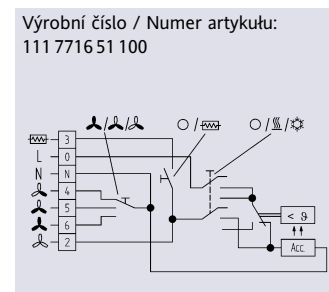 Výrobní číslo / Numer artykułu:
111 7716 51 100
/ / ○ / ○ / /
3
L 0
N N
4
5
6
2
< ϑ
Acc.